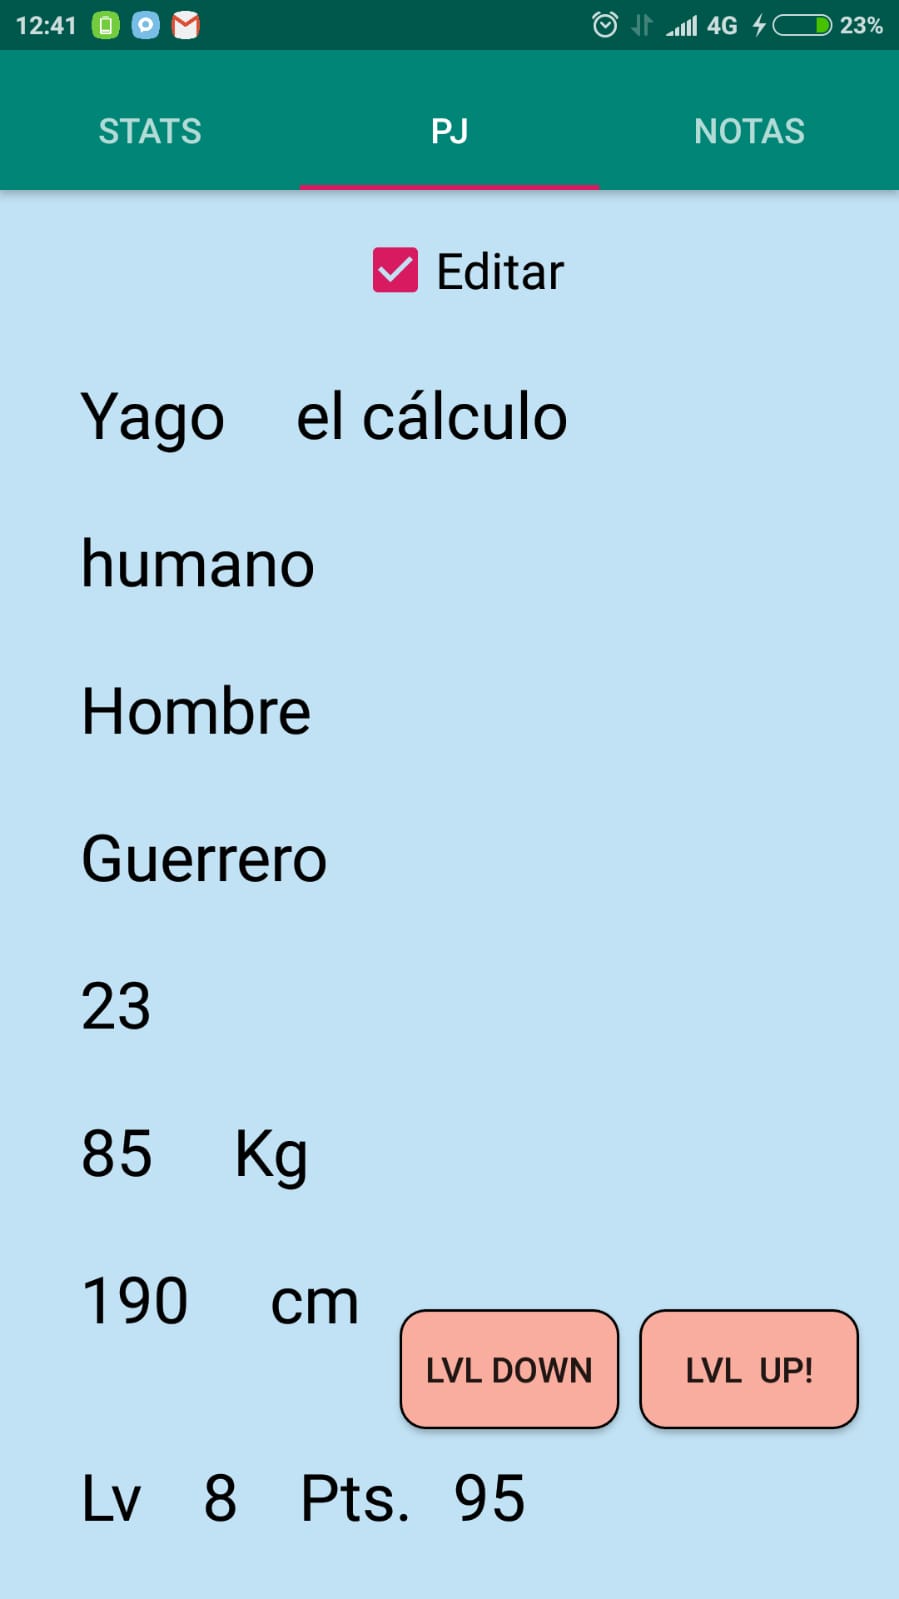 12:41 4G 23%
STATS PJ NOTAS
Editar
Yago el cálculo
humano
Hombre
Guerrero
23
85 Kg
190 cm
LVL DOWN LVL UP!
Lv 8 Pts. 95